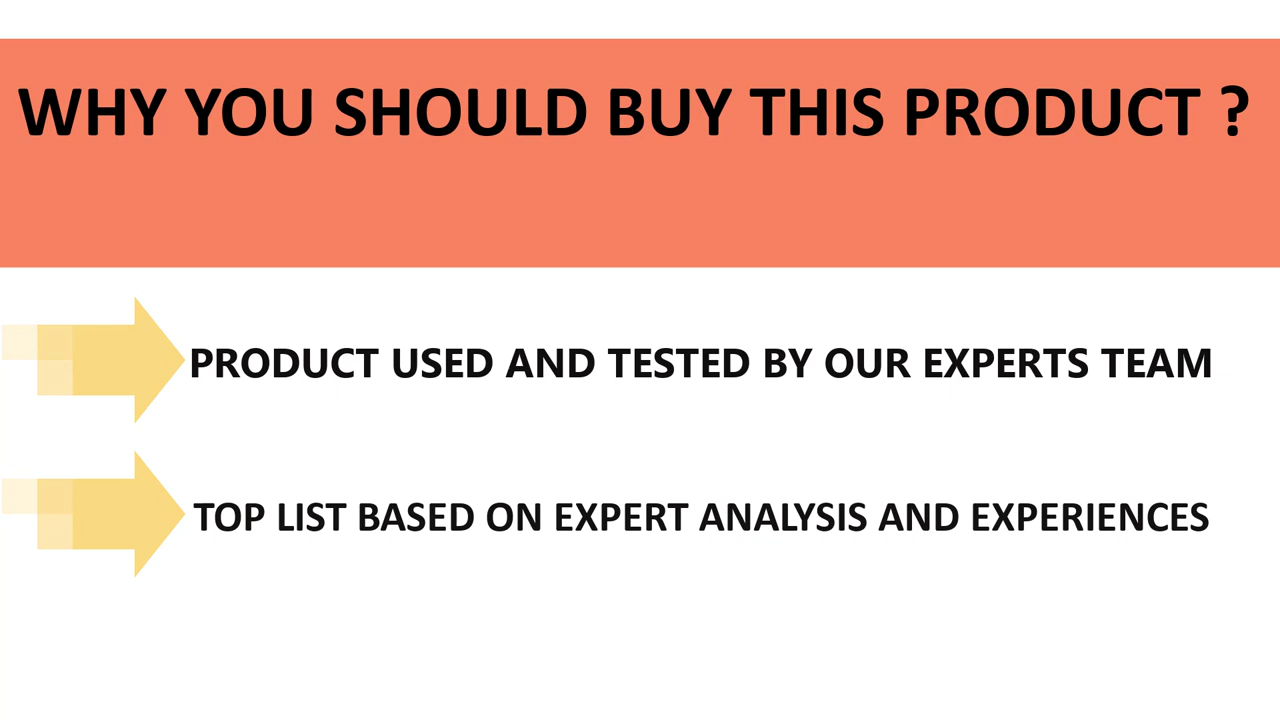 WHY YOU SHOULD BUY THIS PRODUCT ?
PRODUCT USED AND TESTED BY OUR EXPERTS TEAM
TOP LIST BASED ON EXPERT ANALYSIS AND EXPERIENCES